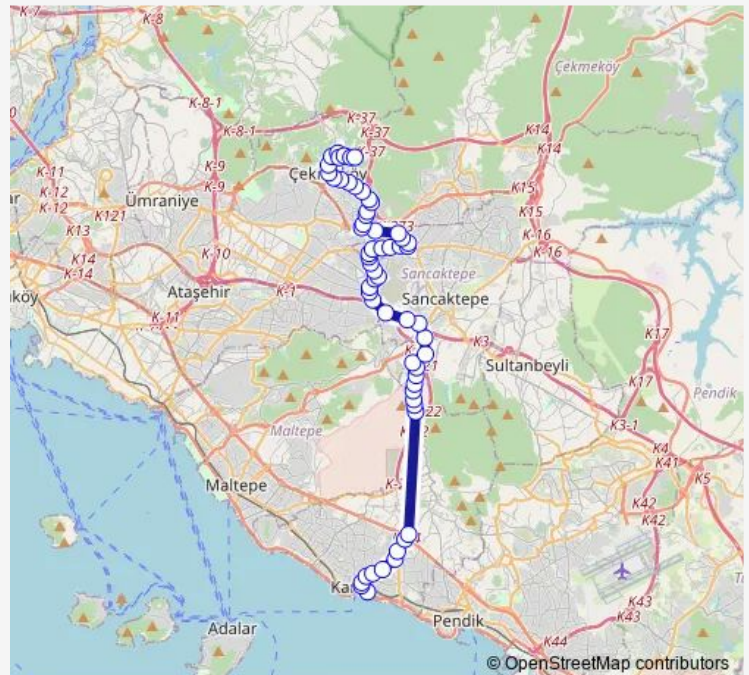 K-7
K-8
Çekmeköy
K-8-1
K-37
K-8-1
K-37
K-37
K14
K14
K-11
K-9
Çekmeköy
K-12
K-9
K15
K-12
K121
Ümraniye
K15
K13
K-16
K-10
K14
K-16
K-14
Sancaktepe
Ataşehir
K-1
Sancaktepe
K17
K-11
K3
Sultanbeyli
K17
Pendik
Maltepe
K3-1
K4
K41
K5
Maltepe
K42
K42
K43
Pendik
K43
Adalar
K44
© OpenStreetMap contributors